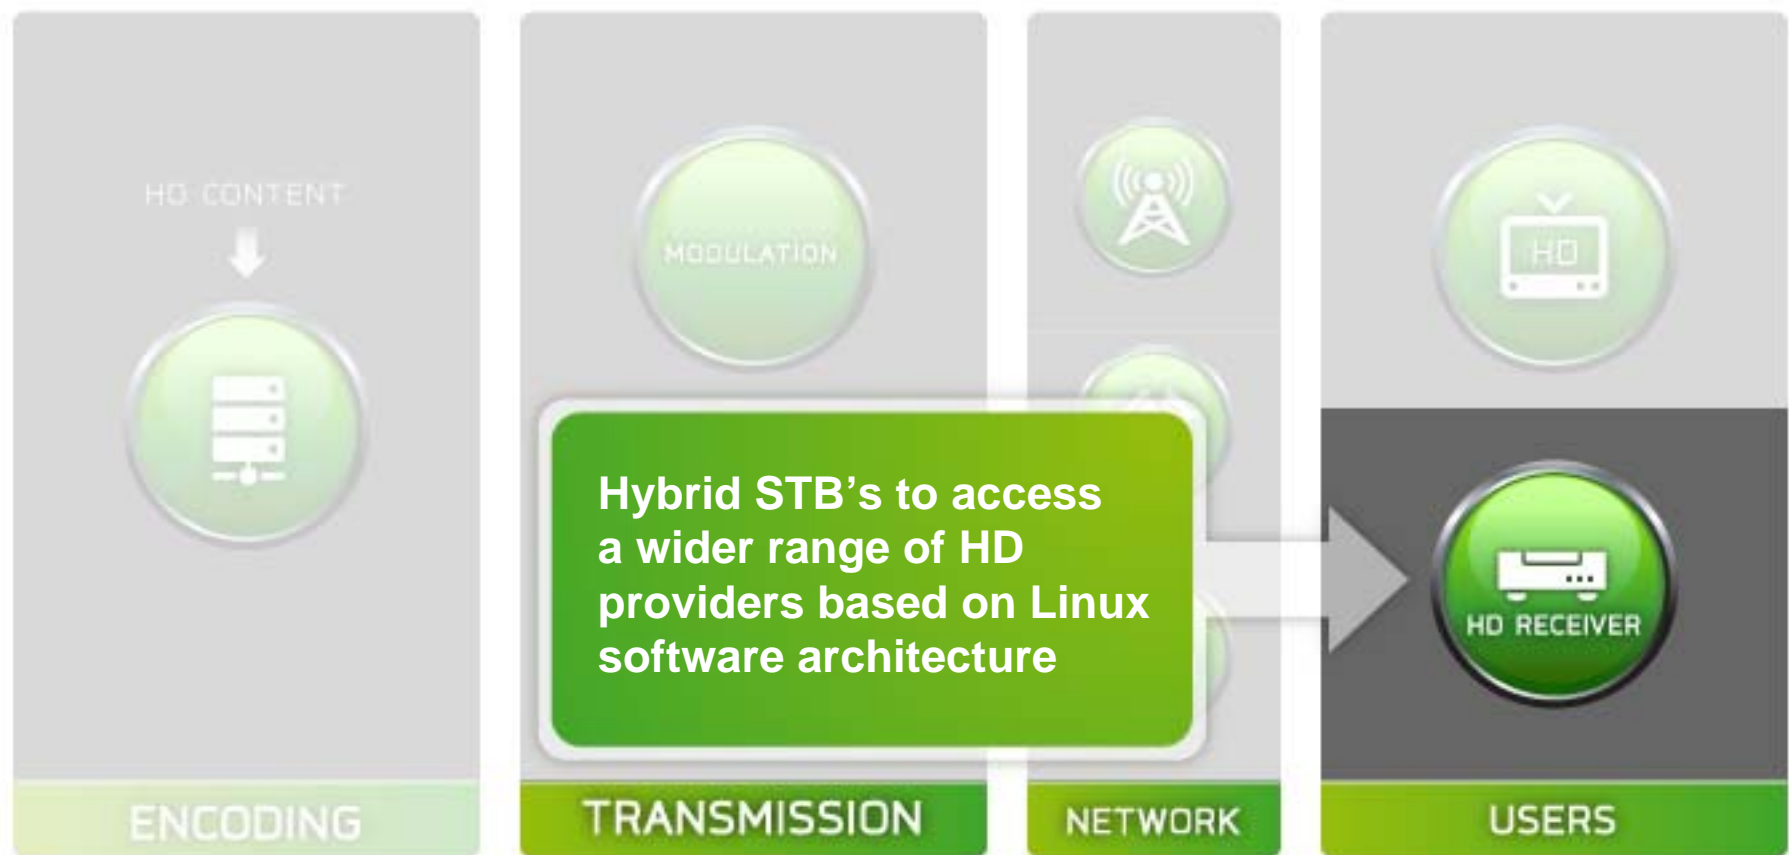 HD CONTENT
MODULATION
HD
Hybrid STB’s to access
a wider range of HD
providers based on Linux
software architecture
HD RECEIVER
ENCODING
TRANSMISSION
NETWORK
USERS